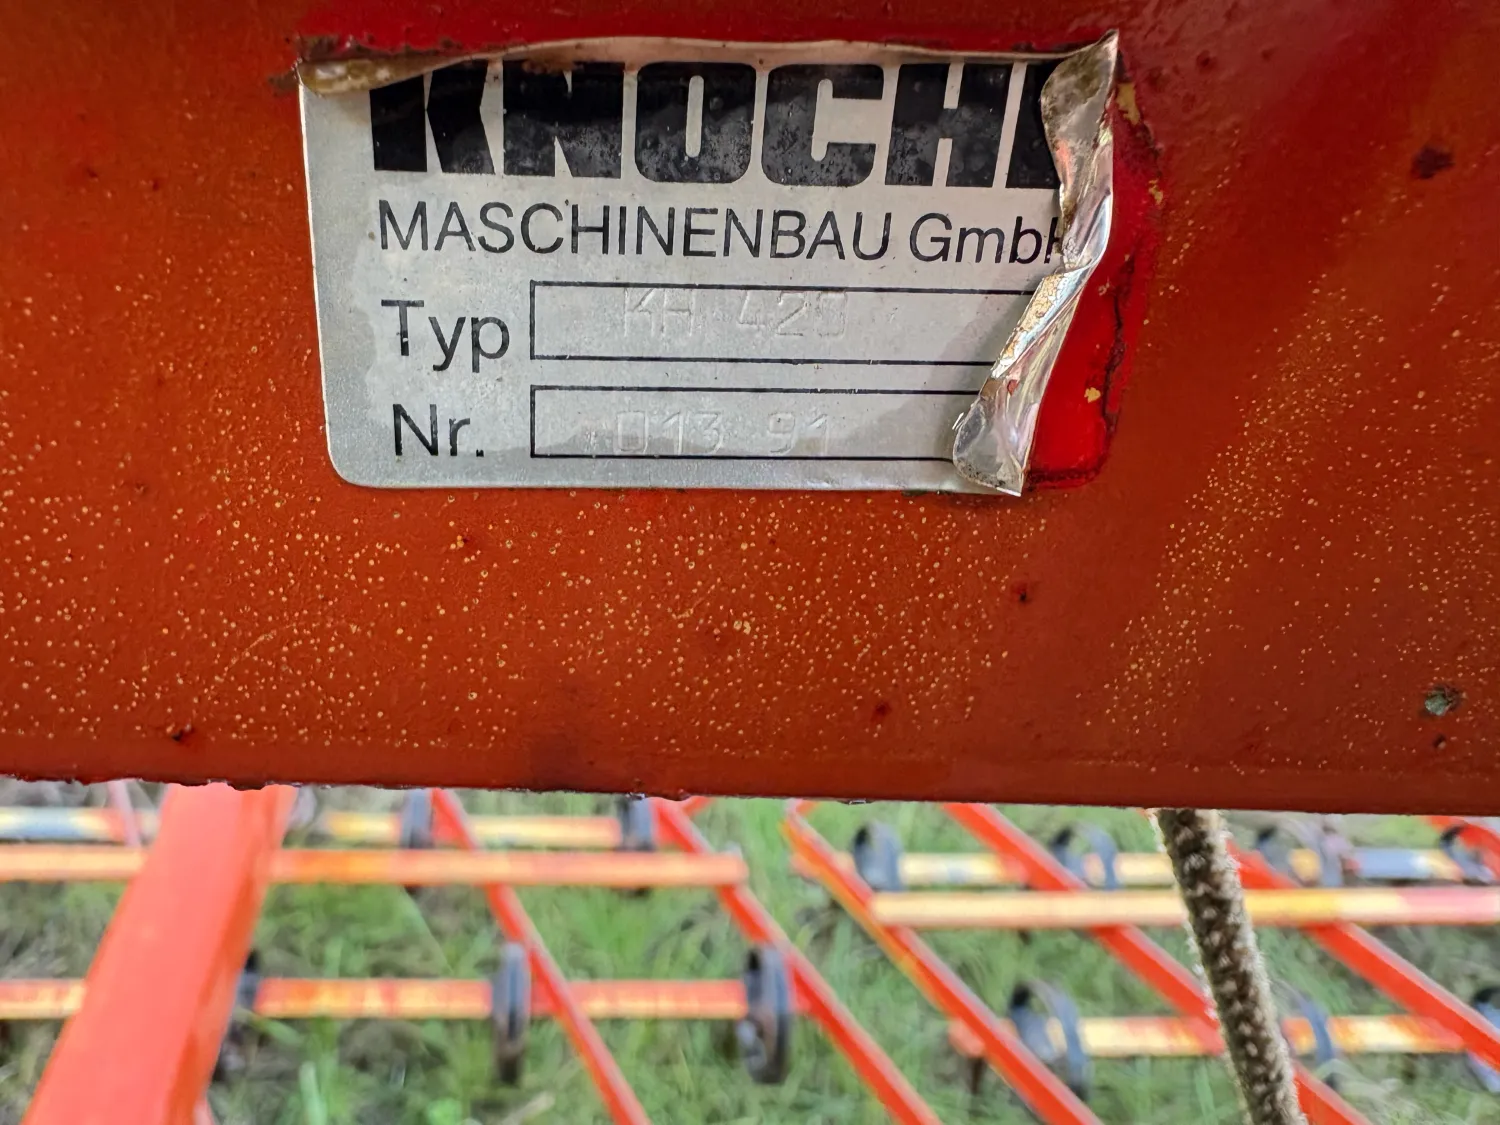 KNOCH
MASCHINENBAU GmbH
Typ KH 420
Nr. 013 91